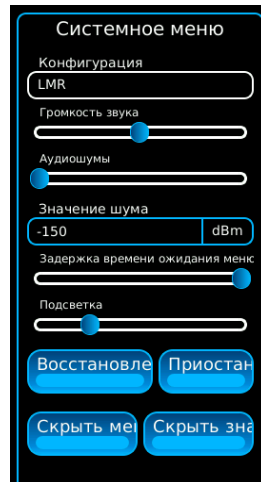 Системное меню
Конфигурация
LMR
Громкость звука
Аудиошумы
Значение шума
-150 dBm
Задержка времени ожидания меню
Подсветка
Восстановле Приостан
Скрыть ме Скрыть зна